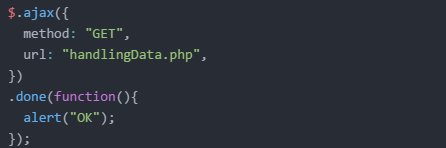 $.ajax({
  method: "GET",
  url: "handlingData.php",
})
.done(function(){
  alert("OK");
});